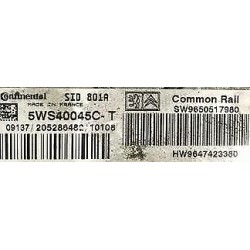 Continental SID 801A
MADE IN FRANCE
5WS40045C-T
09137/205286480/10106
Common Rail
SW9650517980
HW9647423380